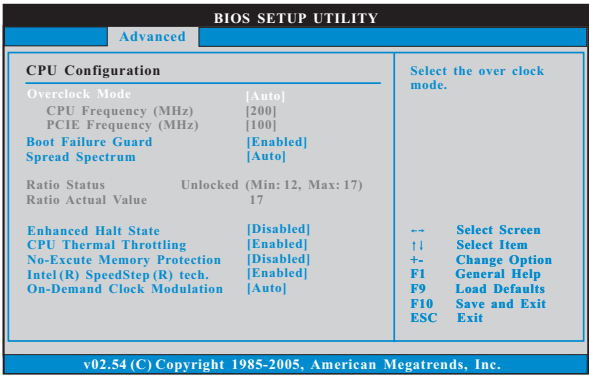 BIOS SETUP UTILITY
Advanced
CPU Configuration
Overclock Mode [Auto]
CPU Frequency (MHz) [200]
PCIE Frequency (MHz) [100]
Boot Failure Guard [Enabled]
Spread Spectrum [Auto]
Ratio Status Unlocked (Min: 12, Max: 17)
Ratio Actual Value 17
Enhanced Halt State [Disabled]
CPU Thermal Throttling [Enabled]
No-Excute Memory Protection [Disabled]
Intel (R) SpeedStep (R) tech. [Enabled]
On-Demand Clock Modulation [Auto]
Select the over clock
mode.
←→ Select Screen
↑↓ Select Item
+- Change Option
F1 General Help
F9 Load Defaults
F10 Save and Exit
ESC Exit
v02.54 (C) Copyright 1985-2005, American Megatrends, Inc.